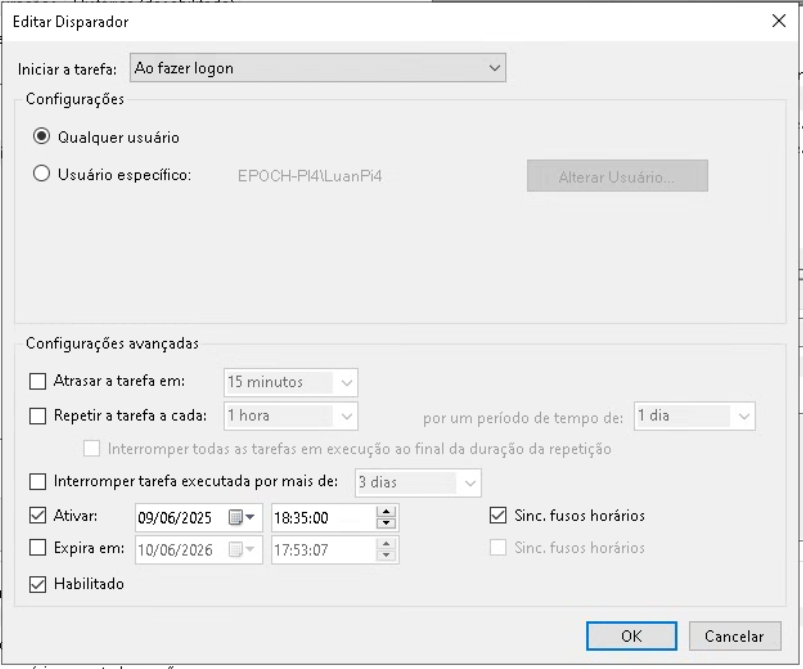 Editar Disparador
Iniciar a tarefa: Ao fazer logon
Configurações
Qualquer usuário
Usuário específico: EPOCH-PI4\LuanPi4 Alterar Usuário...
Configurações avançadas
Atrasar a tarefa em: 15 minutos
Repetir a tarefa a cada: 1 hora por um período de tempo de: 1 dia
Interromper todas as tarefas em execução ao final da duração da repetição
Interromper tarefa executada por mais de: 3 dias
Ativar: 09/06/2025 18:35:00 Sinc. fusos horários
Expira em: 10/06/2026 17:53:07 Sinc. fusos horários
Habilitado
OK Cancelar